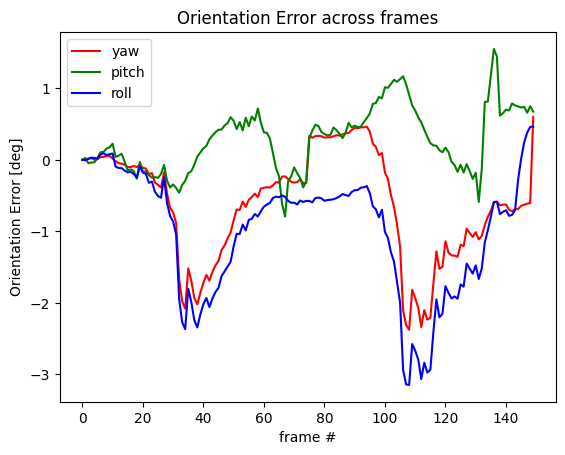 Orientation Error across frames
yaw
pitch
roll
Orientation Error [deg]
1
0
−1
−2
−3
0 20 40 60 80 100 120 140
frame #